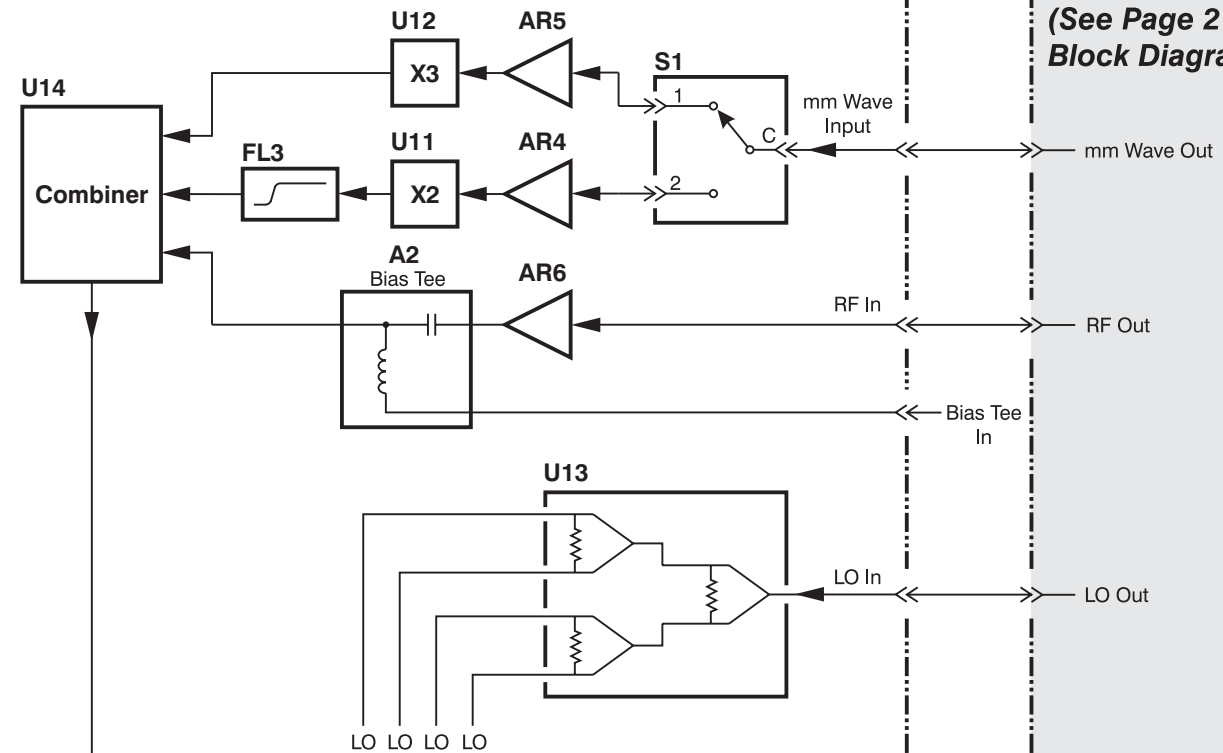 (See Page 2
Block Diagra
U12
AR5
X3
S1
1
C
2
mm Wave
Input
mm Wave Out
U14
Combiner
FL3
U11
X2
AR4
A2
Bias Tee
AR6
RF In
RF Out
Bias Tee
In
U13
LO In
LO Out
LO LO LO LO